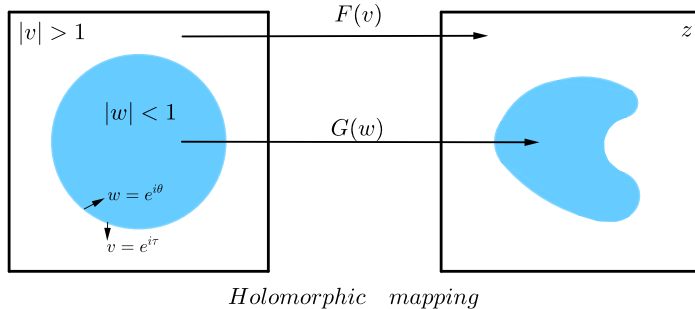 F(v)
|v| > 1
z
|w| < 1
G(w)
w = e^{iθ}
v = e^{iτ}
Holomorphic mapping